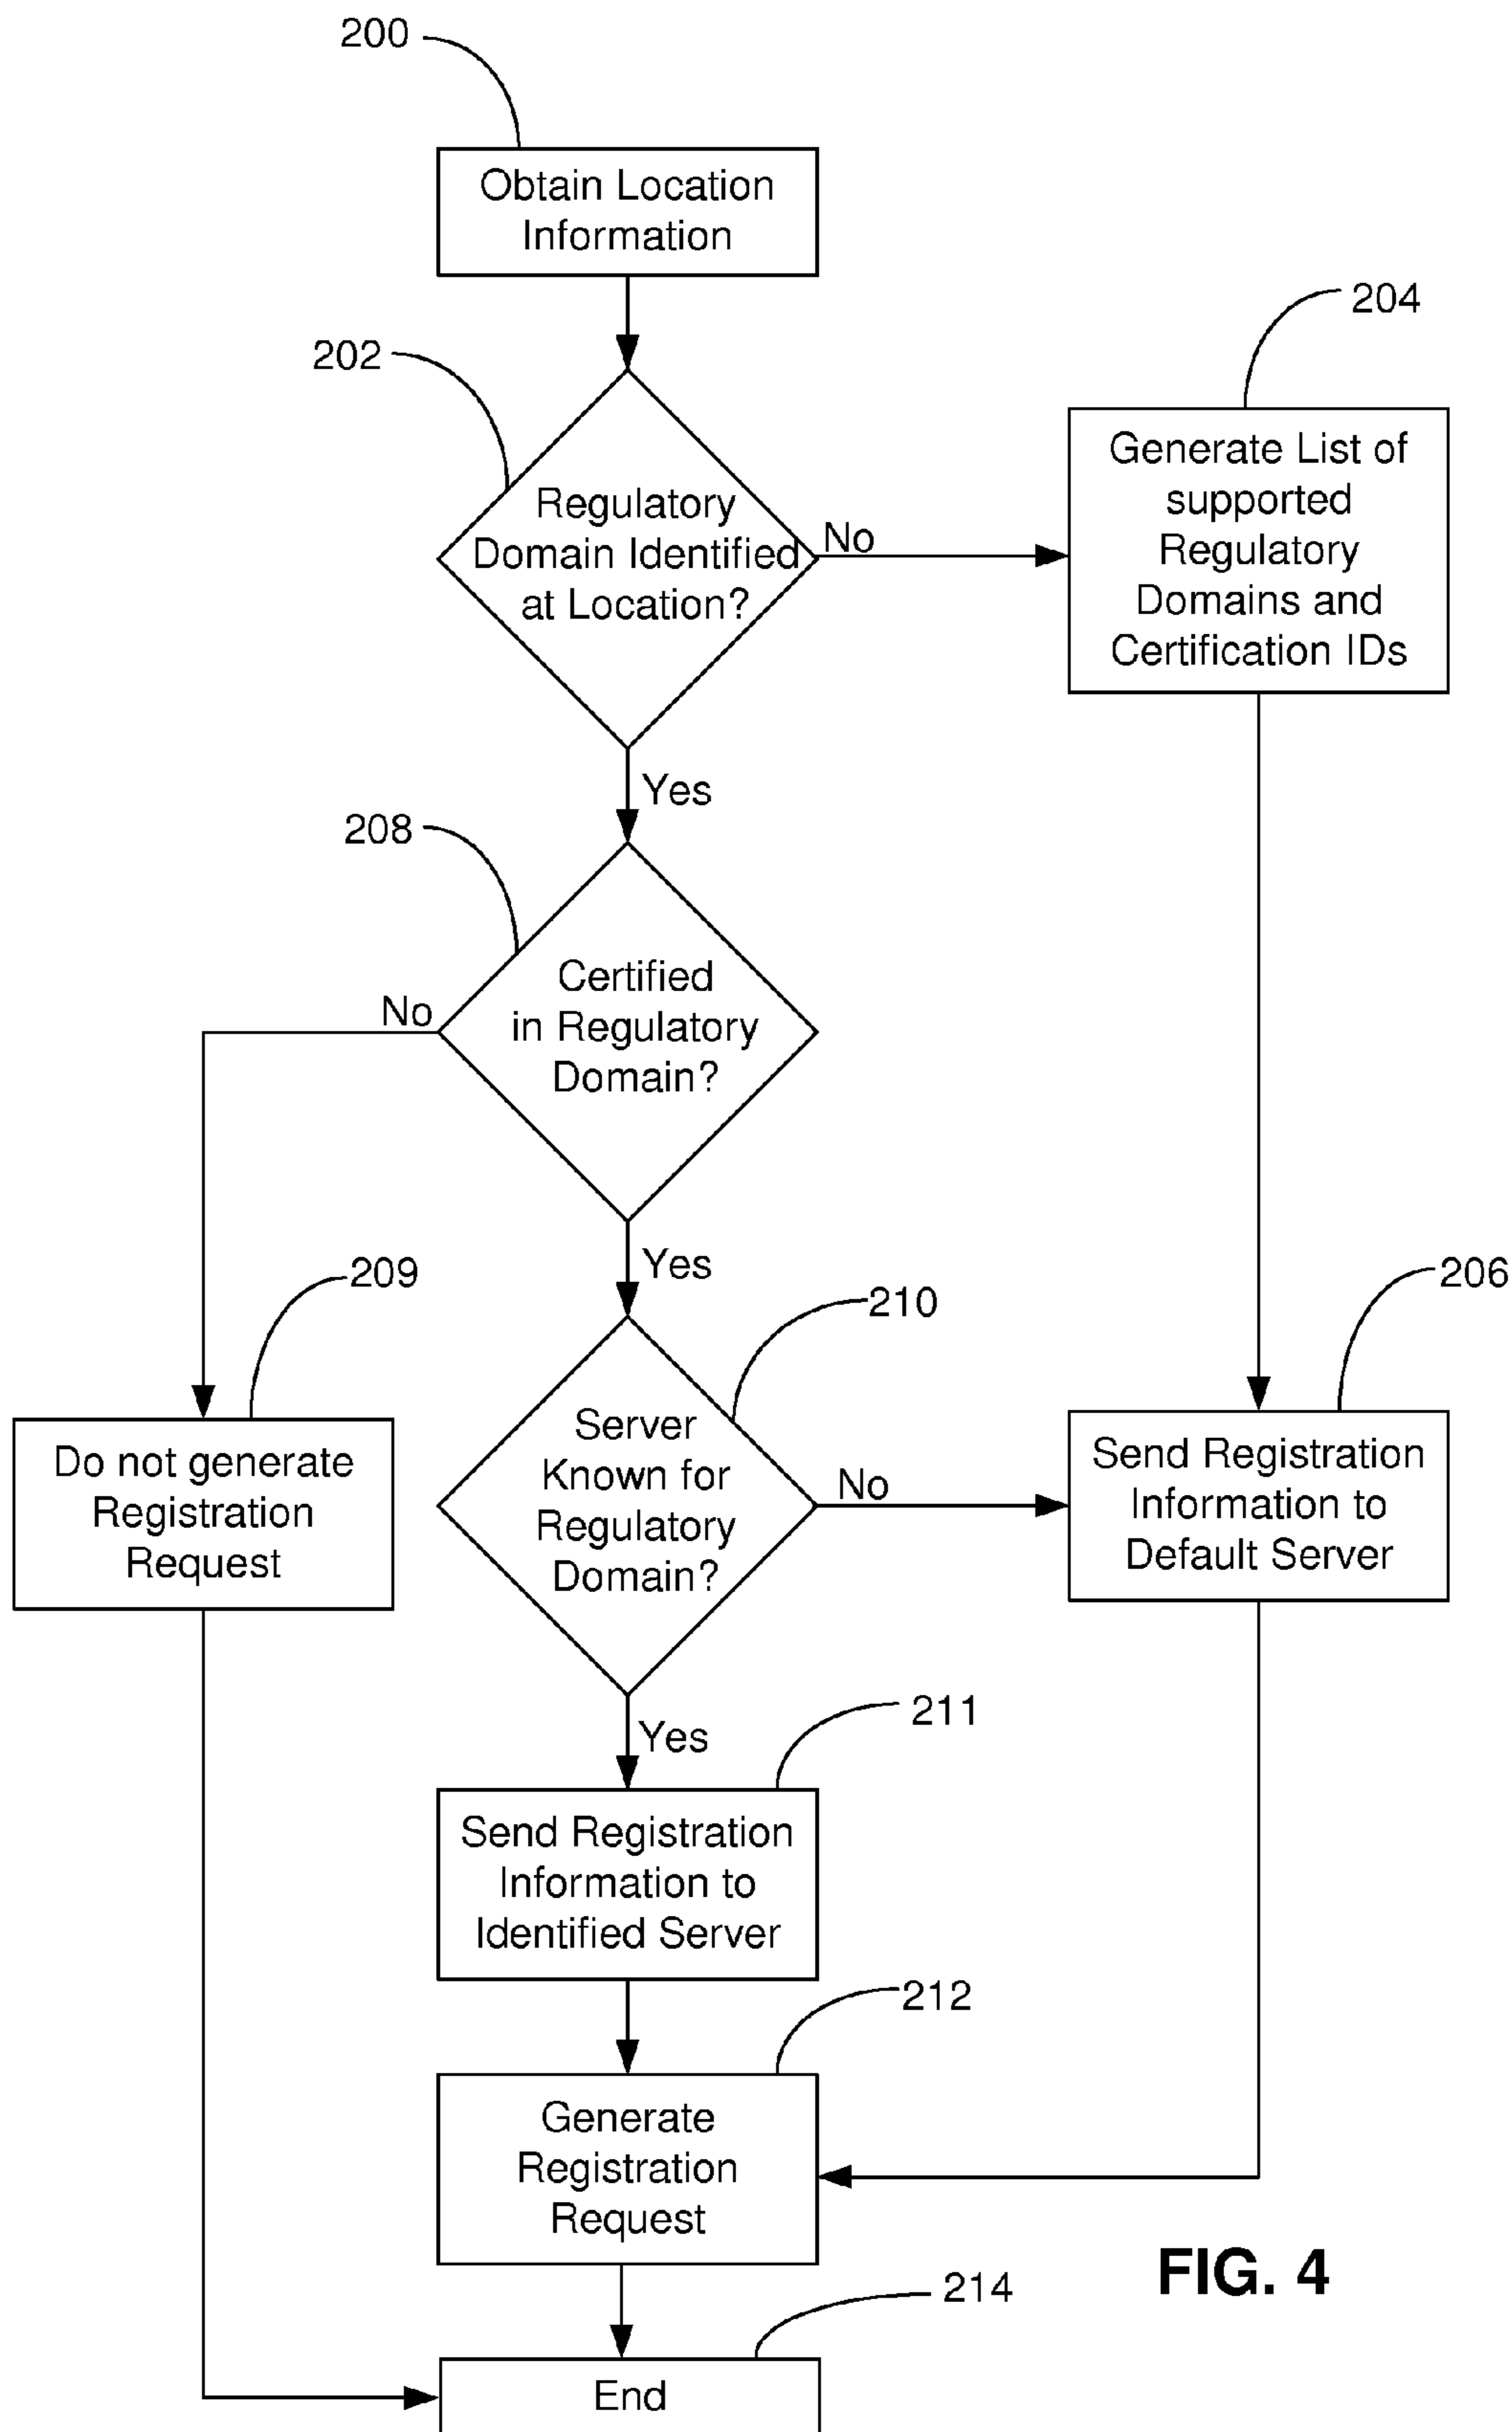 200
Obtain Location
Information
204
202
Generate List of
supported
Regulatory
Domains and
Certification IDs
Regulatory
Domain Identified
at Location?
No
Yes
208
Certified
in Regulatory
Domain?
No
Yes
209
210
206
Do not generate
Registration
Request
Server
Known for
Regulatory
Domain?
No
Send Registration
Information to
Default Server
Yes
211
Send Registration
Information to
Identified Server
212
Generate
Registration
Request
FIG. 4
214
End